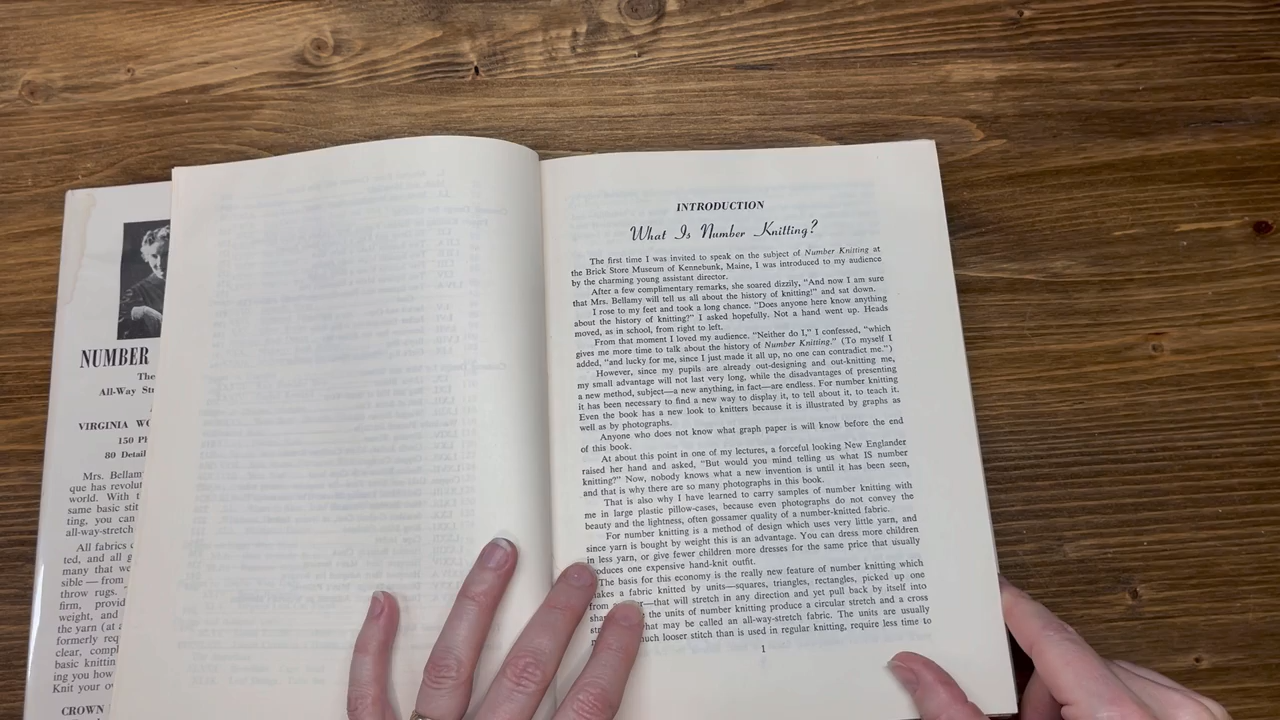 NUMBER
The
All-Way
VIRGINIA
150
80
Mrs. Bellamy
que has
world. With
same basic
ting, you can
all-way-stretch
All fabrics
ted, and all
many that
sible — from
throw rugs.
firm, provid
weight, and
the yarn (at
formerly
clear,
basic
ing you how
Knit your
CROWN
INTRODUCTION
What Is Number Knitting?
The first time I was invited to speak on the subject of Number Knitting at
the Brick Store Museum of Kennebunk, Maine, I was introduced to my audience
by the charming young assistant director.
After a few complimentary remarks, she soared dizzily, "And now I am sure
that Mrs. Bellamy will tell us all about the history of knitting!" and sat down.
I rose to my feet and took a long chance. "Does anyone here know anything
about the history of knitting?" I asked hopefully. Not a hand went up. Heads
moved, as in school, from right to left.
From that moment I loved my audience. "Neither do I," I confessed, "which
gives me more time to talk about the history of Number Knitting." (To myself I
added, "and lucky for me, since I just made it all up, no one can contradict me.")
However, since my pupils are already out-designing and out-knitting me,
my small advantage will not last very long, while the disadvantages of presenting
a new method, subject—a new anything, in fact—are endless. For number knitting
it has been necessary to find a new way to display it, to tell about it, to teach it.
Even the book has a new look to knitters because it is illustrated by graphs as
well as by photographs.
Anyone who does not know what graph paper is will know before the end
of this book.
At about this point in one of my lectures, a forceful looking New Englander
raised her hand and asked, "But would you mind telling us what IS number
knitting?" Now, nobody knows what a new invention is until it has been seen,
and that is why there are so many photographs in this book.
That is also why I have learned to carry samples of number knitting with
me in large plastic pillow-cases, because even photographs do not convey the
beauty and the lightness, often gossamer quality of a number-knitted fabric.
For number knitting is a method of design which uses very little yarn, and
since yarn is bought by weight this is an advantage. You can dress more children
in less yarn, or give fewer children more dresses for the same price that usually
produces one expensive hand-knit outfit.
The basis for this economy is the really new feature of number knitting which
makes a fabric knitted by units—squares, triangles, rectangles, picked up one
from —that will stretch in any direction and yet pull back by itself into
the units of number knitting produce a circular stretch and a cross
what may be called an all-way-stretch fabric. The units are usually
much looser stitch than is used in regular knitting, require less time to
1